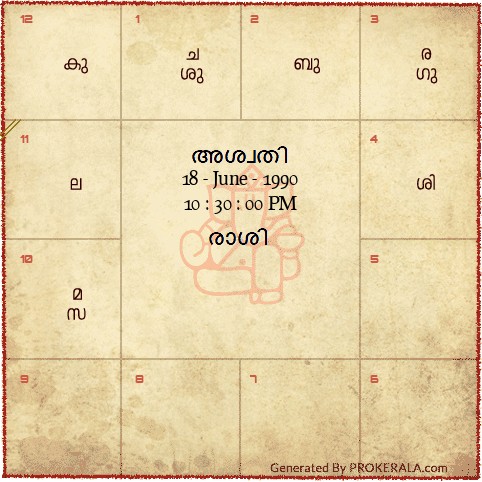 12
കു
1
ച
ശു
2
ബു
3
ര
ഗു
11
ല
അശ്വതി
18 - June - 1990
10 : 30 : 00 PM
രാശി
4
ശി
10
മ
സ
5
9
8
7
6
Generated By PROKERALA.com